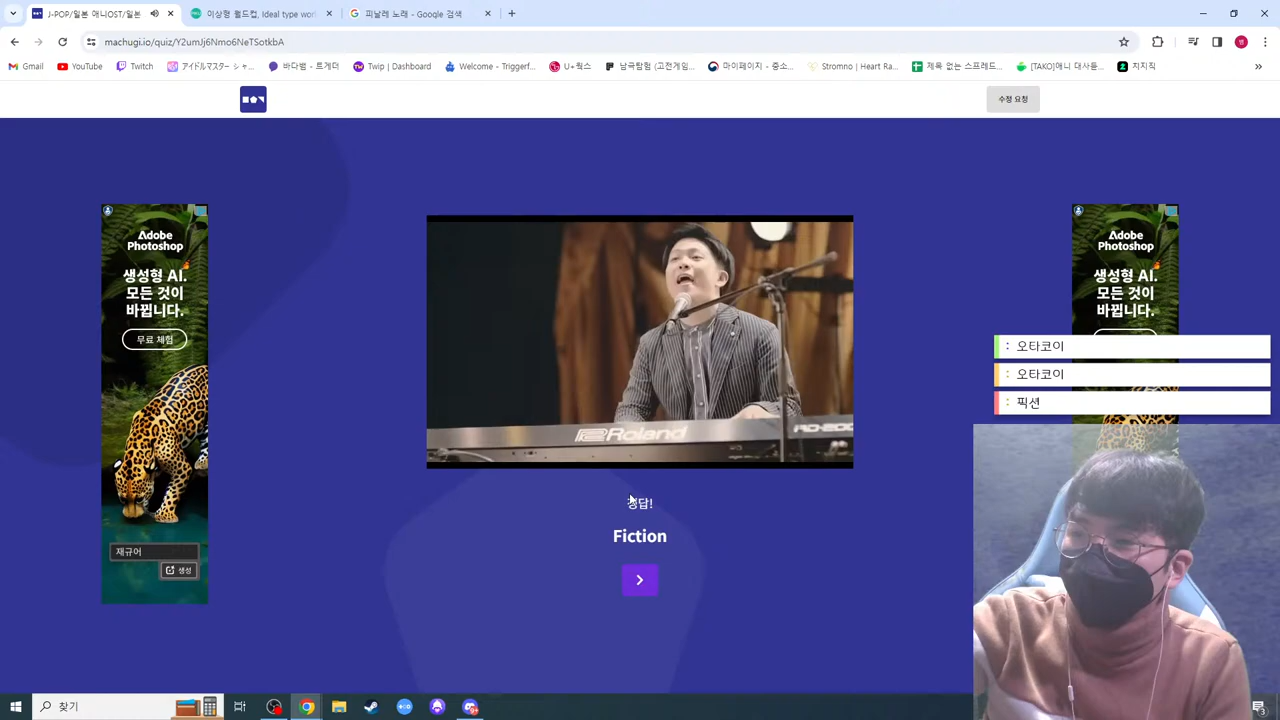 J-POP/일본 애니OST/일본
이상형 월드컵, Ideal type wor
피날레 노래 - Google 검색
machugi.io/quiz/Y2umJj6Nmo6NeTSotkbA
Gmail
YouTube
Twitch
アイドルマスター シャ...
바다뱀 - 트게더
Twip | Dashboard
Welcome - Triggerf...
U+웍스
남극탐험 (고전게임...
마이페이지 - 중소...
Stromno | Heart Ra...
제목 없는 스프레드...
[TAKO]애니 대사를...
치지직
수정 요청
Adobe
Photoshop
생성형 AI.
모든 것이
바뀝니다.
무료 체험
재규어
생성
Roland
RD-800
정답!
Fiction
Adobe
Photoshop
생성형 AI.
모든 것이
바뀝니다.
: 오타코이
: 오타코이
: 픽션
찾기
3